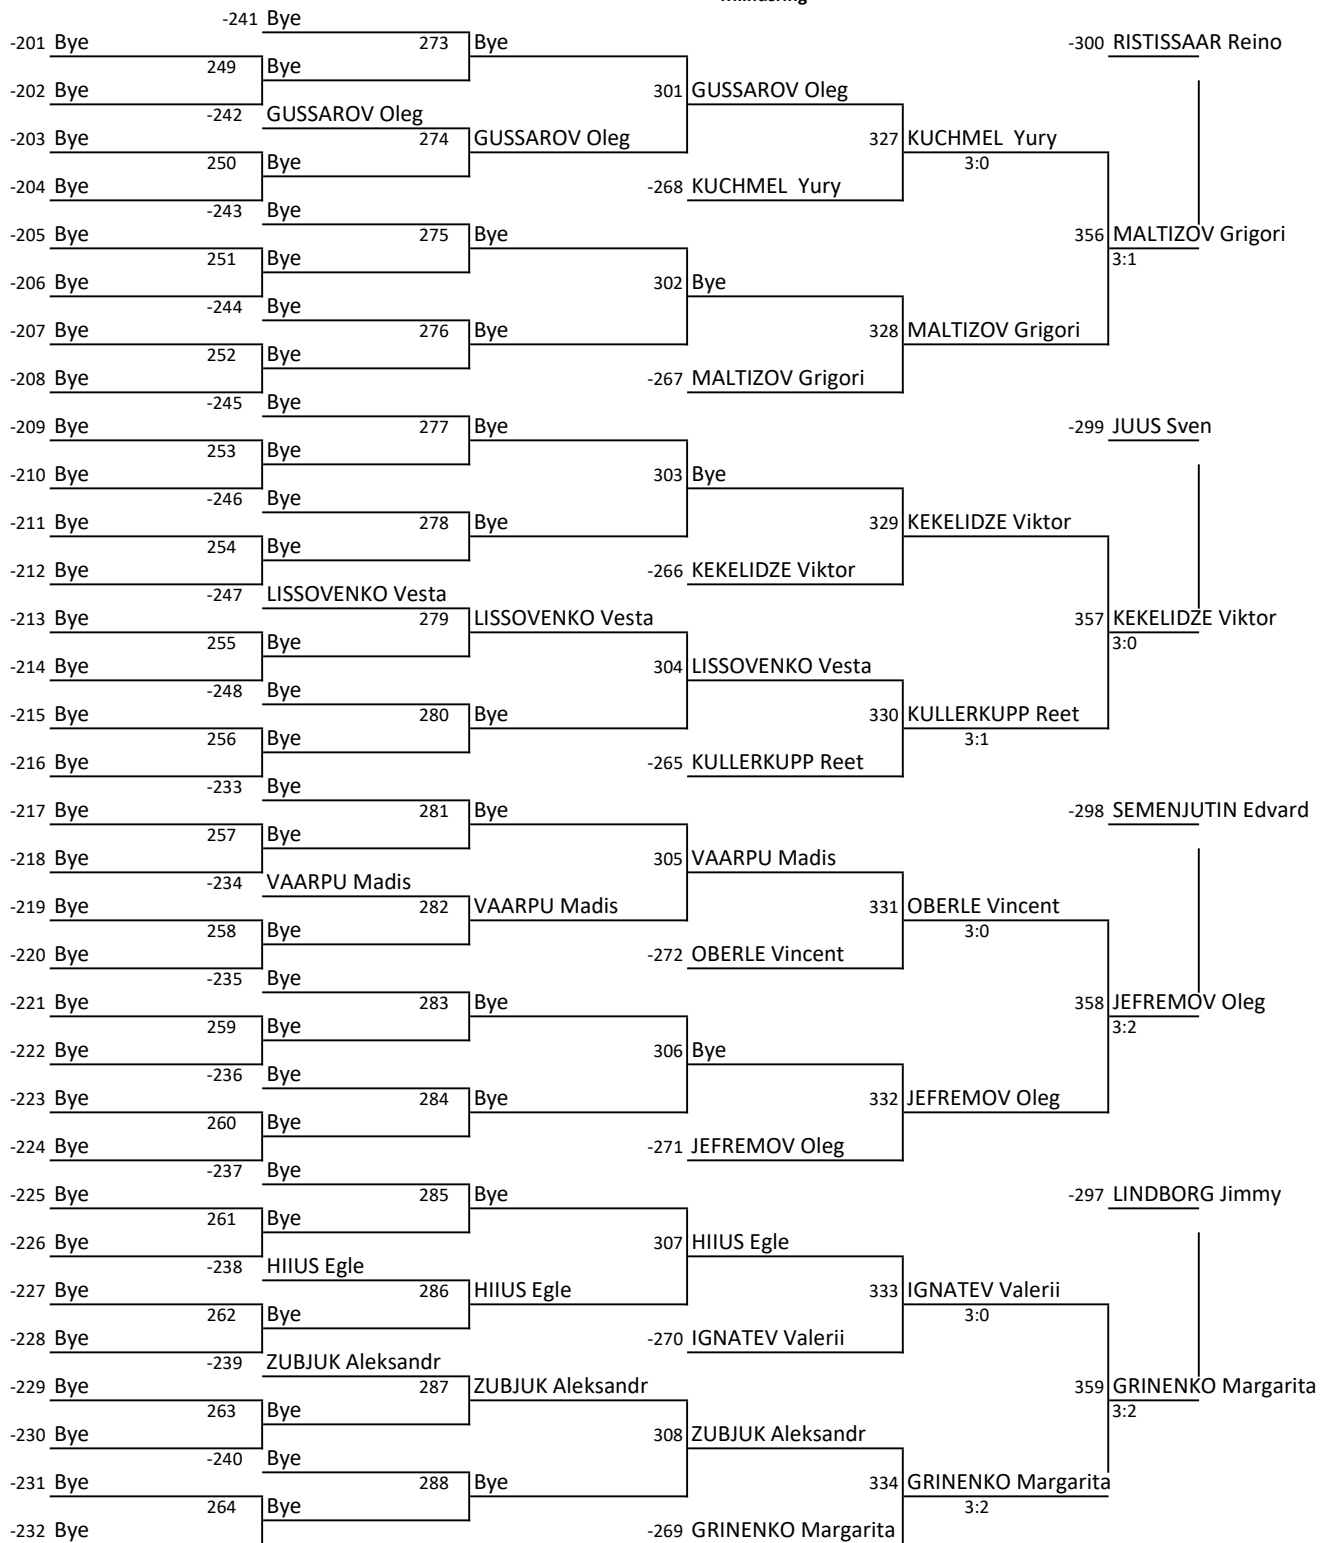 -241 Bye
-201 Bye 273 Bye -300 RISTISSAAR Reino
249 Bye
-202 Bye 301 GUSSAROV Oleg
-242 GUSSAROV Oleg
-203 Bye 274 GUSSAROV Oleg 327 KUCHMEL Yury
250 Bye 3:0
-204 Bye -268 KUCHMEL Yury
-243 Bye
-205 Bye 275 Bye 356 MALTIZOV Grigori
251 Bye 3:1
-206 Bye 302 Bye
-244 Bye
-207 Bye 276 Bye 328 MALTIZOV Grigori
252 Bye
-208 Bye -267 MALTIZOV Grigori
-245 Bye
-209 Bye 277 Bye -299 JUUS Sven
253 Bye
-210 Bye 303 Bye
-246 Bye
-211 Bye 278 Bye 329 KEKELIDZE Viktor
254 Bye
-212 Bye -266 KEKELIDZE Viktor
-247 LISSOVENKO Vesta
-213 Bye 279 LISSOVENKO Vesta 357 KEKELIDZE Viktor
255 Bye 3:0
-214 Bye 304 LISSOVENKO Vesta
-248 Bye
-215 Bye 280 Bye 330 KULLERKUPP Reet
256 Bye 3:1
-216 Bye -265 KULLERKUPP Reet
-233 Bye
-217 Bye 281 Bye -298 SEMENJUTIN Edvard
257 Bye
-218 Bye 305 VAARPU Madis
-234 VAARPU Madis
-219 Bye 282 VAARPU Madis 331 OBERLE Vincent
258 Bye 3:0
-220 Bye -272 OBERLE Vincent
-235 Bye
-221 Bye 283 Bye 358 JEFREMOV Oleg
259 Bye 3:2
-222 Bye 306 Bye
-236 Bye
-223 Bye 284 Bye 332 JEFREMOV Oleg
260 Bye
-224 Bye -271 JEFREMOV Oleg
-237 Bye
-225 Bye 285 Bye -297 LINDBORG Jimmy
261 Bye
-226 Bye 307 HIIUS Egle
-238 HIIUS Egle
-227 Bye 286 HIIUS Egle 333 IGNATEV Valerii
262 Bye 3:0
-228 Bye -270 IGNATEV Valerii
-239 ZUBJUK Aleksandr
-229 Bye 287 ZUBJUK Aleksandr 359 GRINENKO Margarita
263 Bye 3:2
-230 Bye 308 ZUBJUK Aleksandr
-240 Bye
-231 Bye 288 Bye 334 GRINENKO Margarita
264 Bye 3:2
-232 Bye -269 GRINENKO Margarita